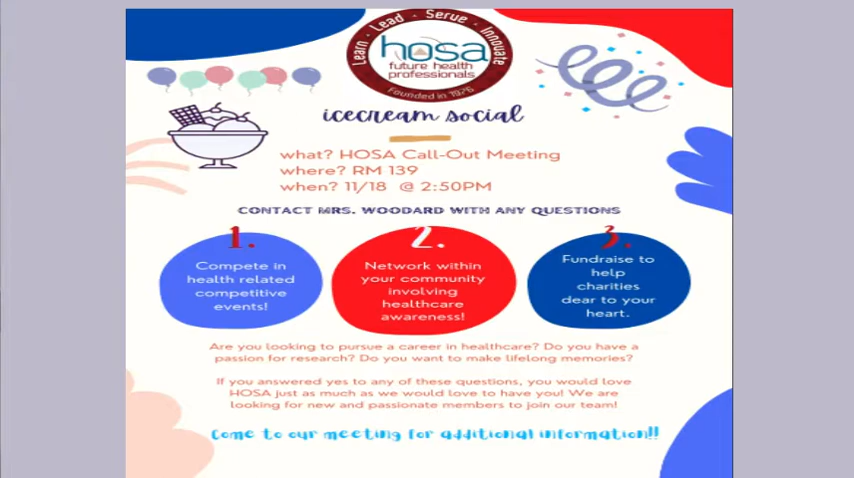 Learn · Lead · Serve · Innovate
hosa
future health
professionals
Founded in 1976
icecream social
what? HOSA Call-Out Meeting
where? RM 139
when? 11/18 @ 2:50PM
CONTACT MRS. WOODARD WITH ANY QUESTIONS
1.
Compete in
health related
competitive
events!
2.
Network within
your community
involving
healthcare
awareness!
3.
Fundraise to
help
charities
dear to your
heart.
Are you looking to pursue a career in healthcare? Do you have a
passion for research? Do you want to make lifelong memories?
If you answered yes to any of these questions, you would love
HOSA just as much as we would love to have you! We are
looking for new and passionate members to join our team!
Come to our meeting for additional information!!